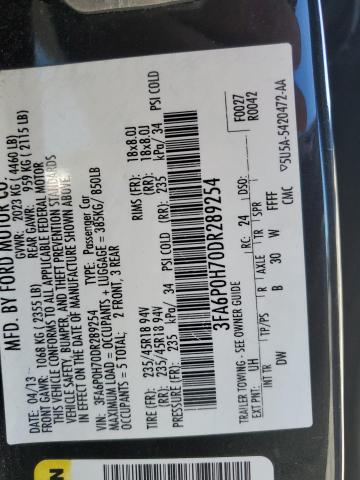 MFD. BY FORD MOTOR CO.
GVWR: 2023 KG ( 4460 LB)
04/13
1068 KG ( 2355 LB) REAR GAWR: 959 KG ( 2115 LB)
THIS VEHICLE CONFORMS TO ALL APPLICABLE FEDERAL MOTOR
VEHICLE SAFETY, BUMPER, AND THEFT PREVENTION STANDARDS
IN EFFECT ON THE DATE OF MANUFACTURE SHOWN ABOVE.
VIN: 3FA6P0H70DR289254 TYPE: Passenger Car
MAXIMUM LOAD = OCCUPANTS + LUGGAGE = 385KG/ 850LB
OCCUPANTS = 5 TOTAL; 2 FRONT, 3 REAR
TIRE (FR): 235/45R18 94V RIMS (FR): 18x8.0J
TIRE (RR): 235/45R18 94V RIMS (RR): 18x8.0J
PRESSURE (FR): 235 kPa/ 34 PSI COLD (RR): 235 kPa/ 34 PSI COLD
3FA6P0H70DR289254
F0027
R0042
TRAILER TOWING - SEE OWNER GUIDE
EXT PNT: UH RC: 24 DSO:
INT TR TP/PS R AXLE TR SPR
DW B 30 W FFFF
CMC
▽5U5A-5420472-AA
N